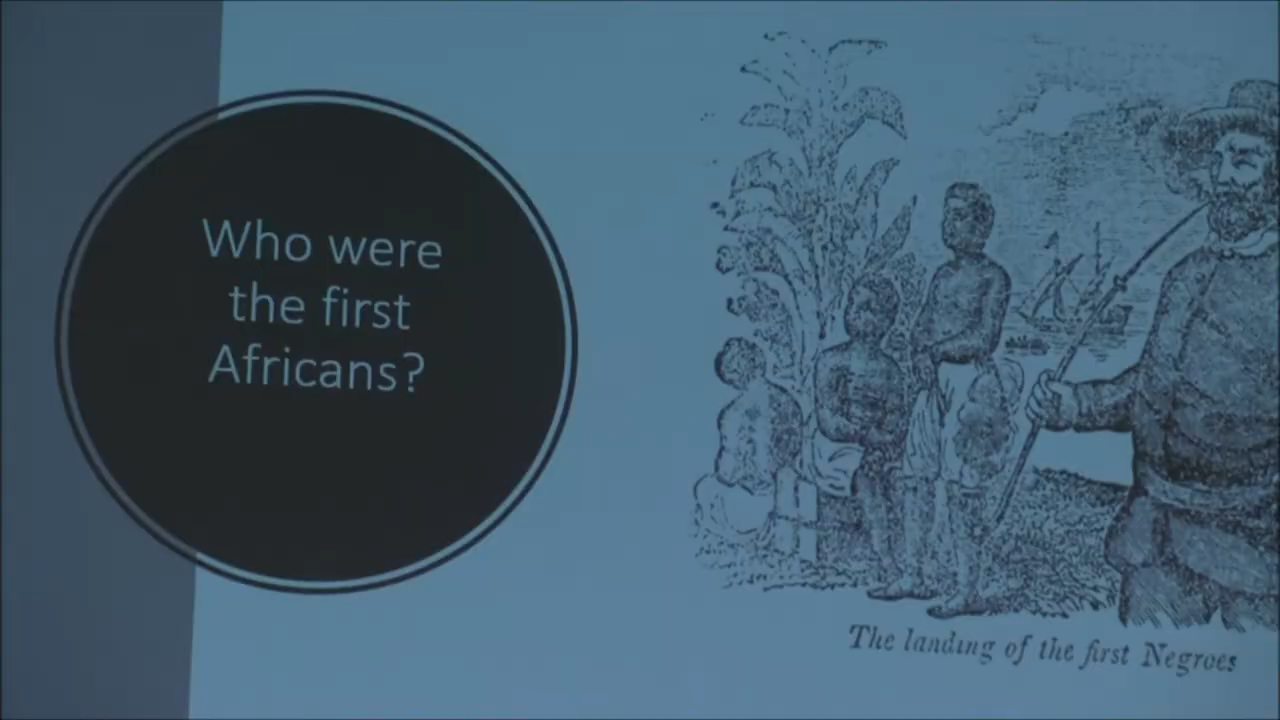 Who were
the first
Africans?
The landing of the first Negroes